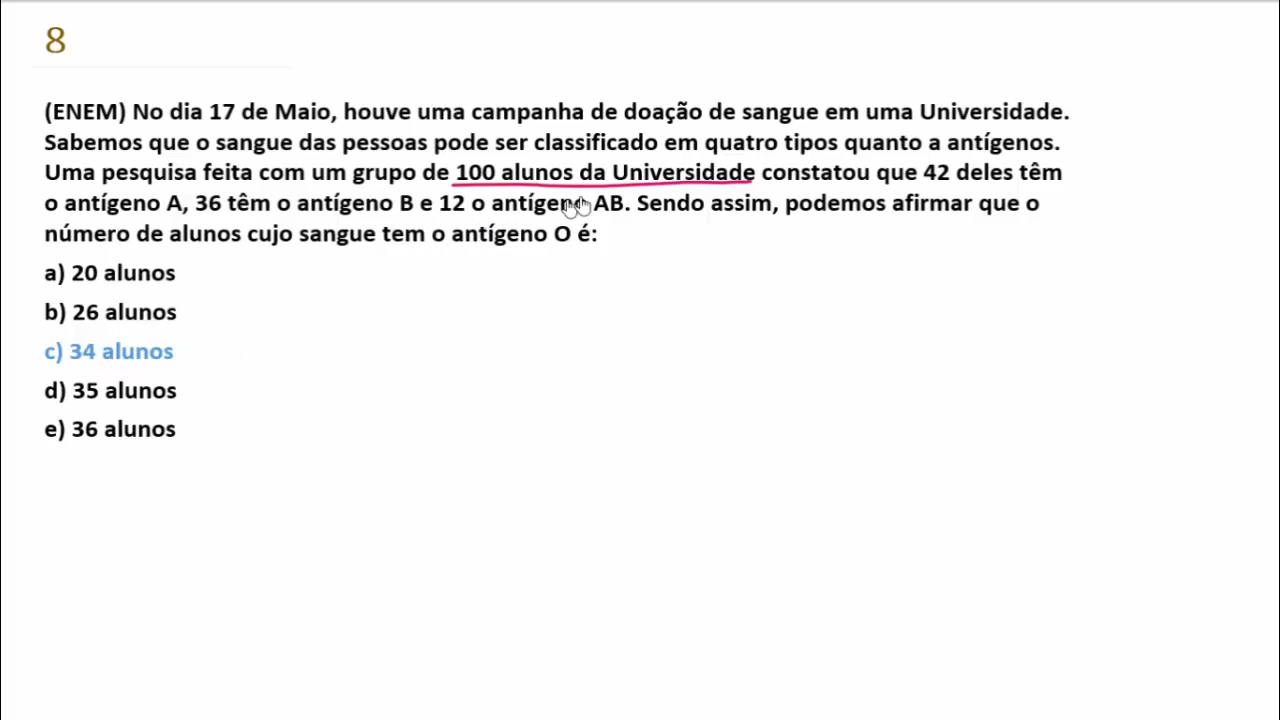 8
(ENEM) No dia 17 de Maio, houve uma campanha de doação de sangue em uma Universidade.
Sabemos que o sangue das pessoas pode ser classificado em quatro tipos quanto a antígenos.
Uma pesquisa feita com um grupo de 100 alunos da Universidade constatou que 42 deles têm
o antígeno A, 36 têm o antígeno B e 12 o antígeno AB. Sendo assim, podemos afirmar que o
número de alunos cujo sangue tem o antígeno O é:
a) 20 alunos
b) 26 alunos
c) 34 alunos
d) 35 alunos
e) 36 alunos